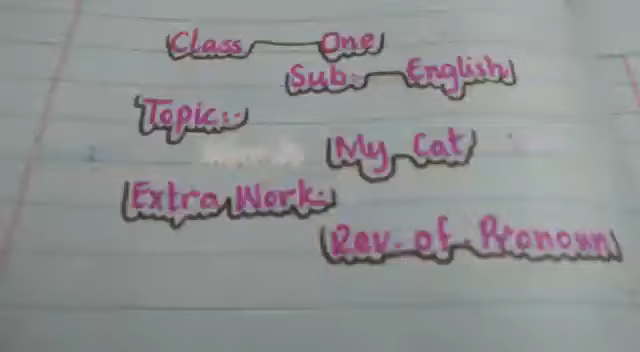 Class — One
Sub:- English
Topic:-
My Cat
Extra Work:-
Rev. of Pronoun